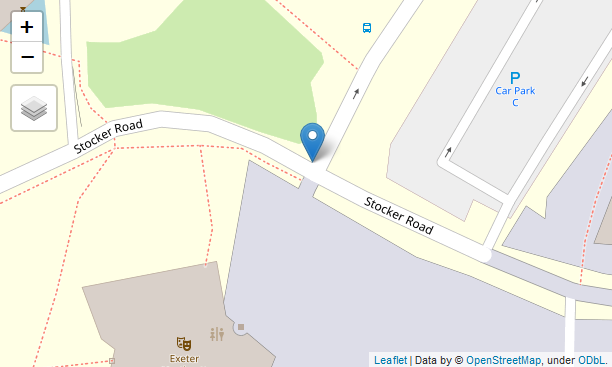 +
−
P
Car Park
C
Stocker Road
Stocker Road
Exeter
Leaflet | Data by © OpenStreetMap, under ODbL.